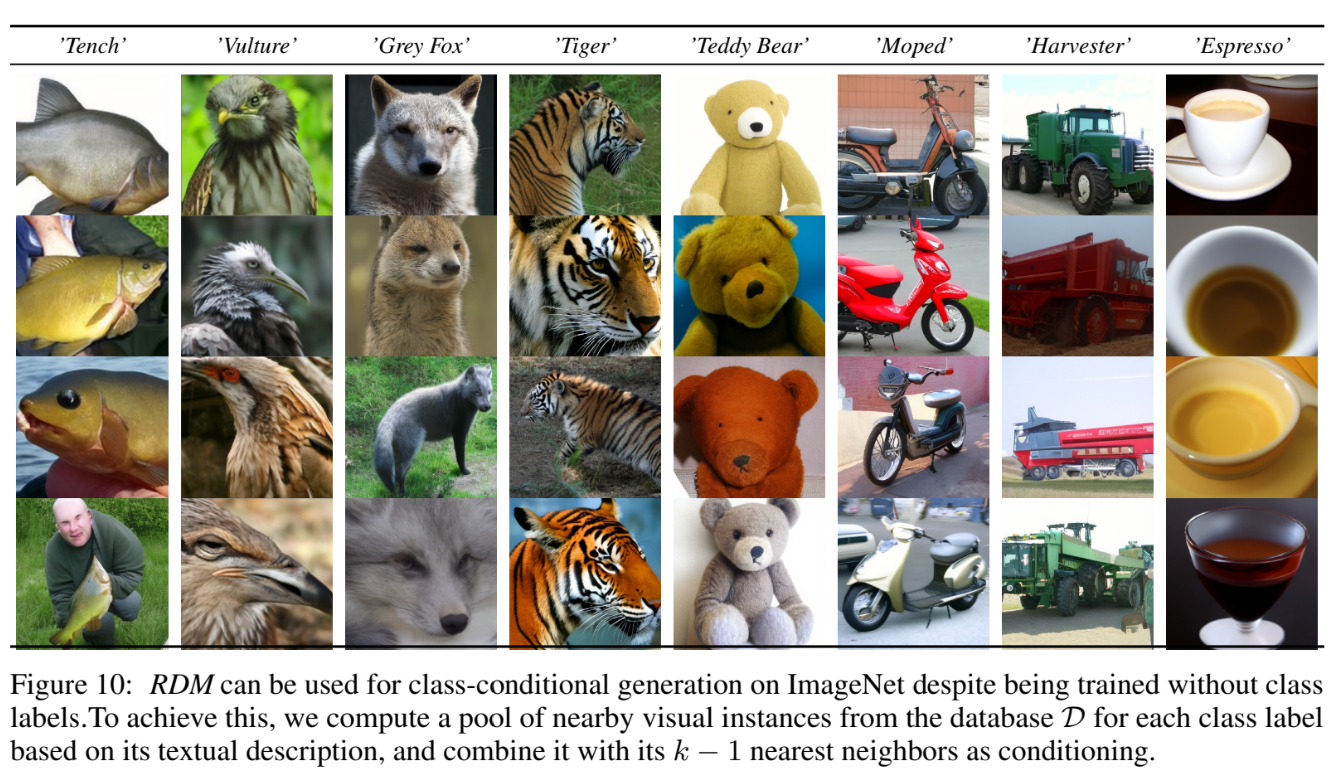 ’Tench’ ’Vulture’ ’Grey Fox’ ’Tiger’ ’Teddy Bear’ ’Moped’ ’Harvester’ ’Espresso’
Figure 10: RDM can be used for class-conditional generation on ImageNet despite being trained without class
labels.To achieve this, we compute a pool of nearby visual instances from the database 𝒟 for each class label
based on its textual description, and combine it with its k − 1 nearest neighbors as conditioning.